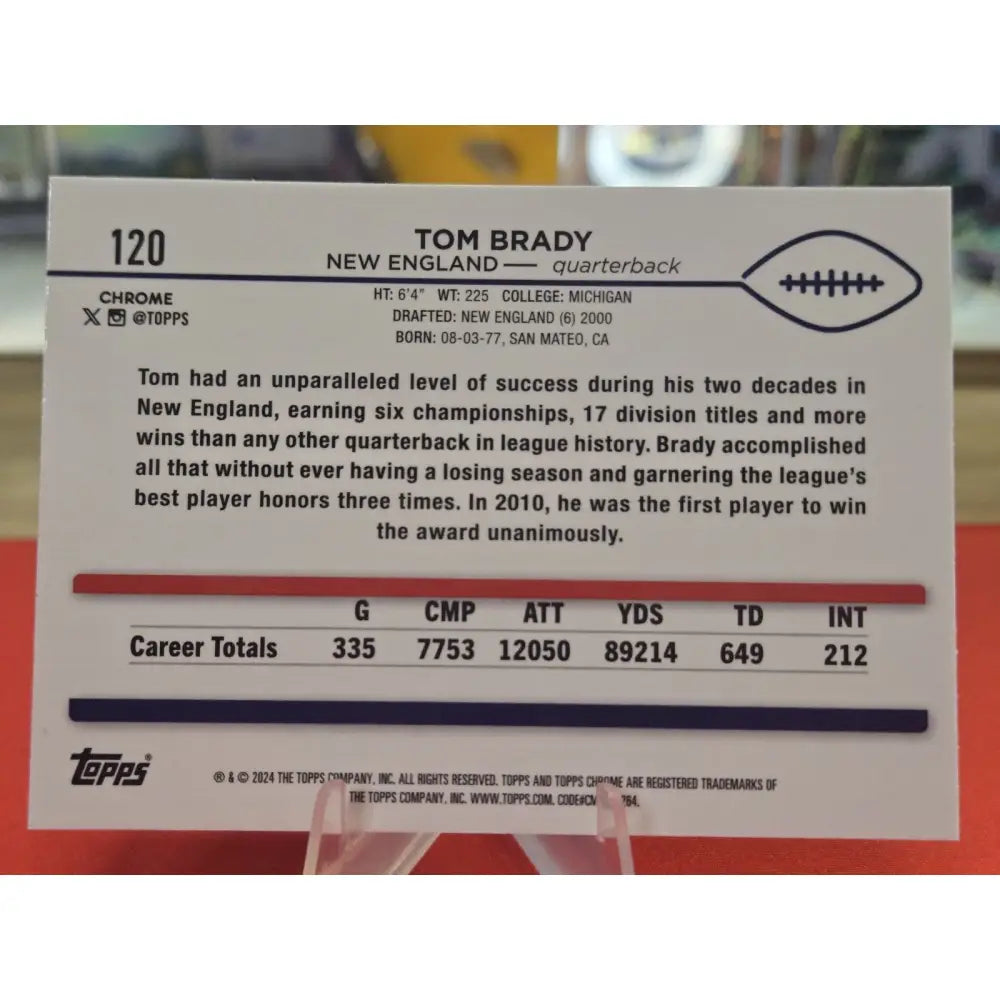 120
TOM BRADY
NEW ENGLAND — quarterback
CHROME
@TOPPS
HT: 6'4" WT: 225 COLLEGE: MICHIGAN
DRAFTED: NEW ENGLAND (6) 2000
BORN: 08-03-77, SAN MATEO, CA
Tom had an unparalleled level of success during his two decades in
New England, earning six championships, 17 division titles and more
wins than any other quarterback in league history. Brady accomplished
all that without ever having a losing season and garnering the league's
best player honors three times. In 2010, he was the first player to win
the award unanimously.
G CMP ATT YDS TD INT
Career Totals 335 7753 12050 89214 649 212
Topps®
® & © 2024 THE TOPPS COMPANY, INC. ALL RIGHTS RESERVED. TOPPS AND TOPPS CHROME ARE REGISTERED TRADEMARKS OF
THE TOPPS COMPANY, INC. WWW.TOPPS.COM.